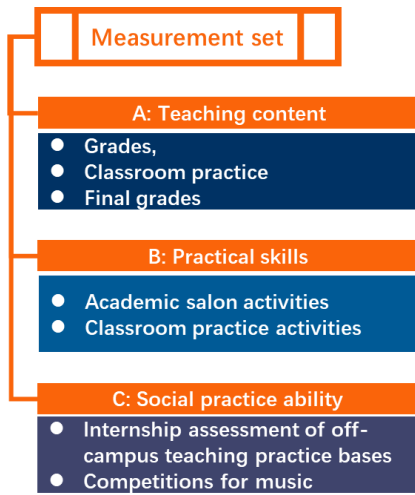 Measurement set
A: Teaching content
● Grades,
● Classroom practice
● Final grades
B: Practical skills
● Academic salon activities
● Classroom practice activities
C: Social practice ability
● Internship assessment of off-
campus teaching practice bases
● Competitions for music